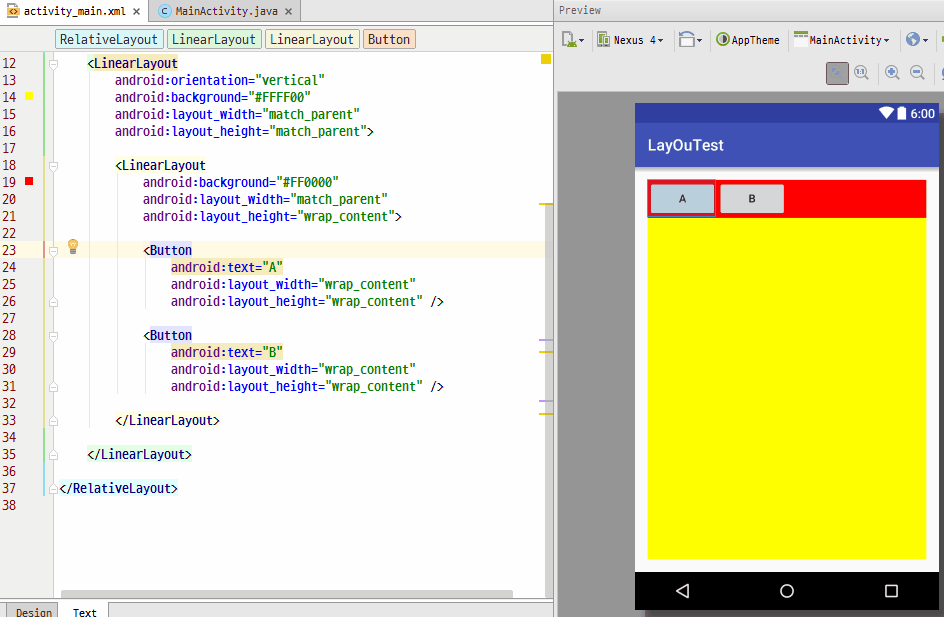 activity_main.xml × MainActivity.java ×
Preview
RelativeLayout LinearLayout LinearLayout Button
Nexus 4 AppTheme MainActivity
1:1
12 <LinearLayout
13 android:orientation="vertical"
14 android:background="#FFFF00"
15 android:layout_width="match_parent"
16 android:layout_height="match_parent">
17
18 <LinearLayout
19 android:background="#FF0000"
20 android:layout_width="match_parent"
21 android:layout_height="wrap_content">
22
23 <Button
24 android:text="A"
25 android:layout_width="wrap_content"
26 android:layout_height="wrap_content" />
27
28 <Button
29 android:text="B"
30 android:layout_width="wrap_content"
31 android:layout_height="wrap_content" />
32
33 </LinearLayout>
34
35 </LinearLayout>
36
37 </RelativeLayout>
38
Design Text
6:00
LayOuTest
A B